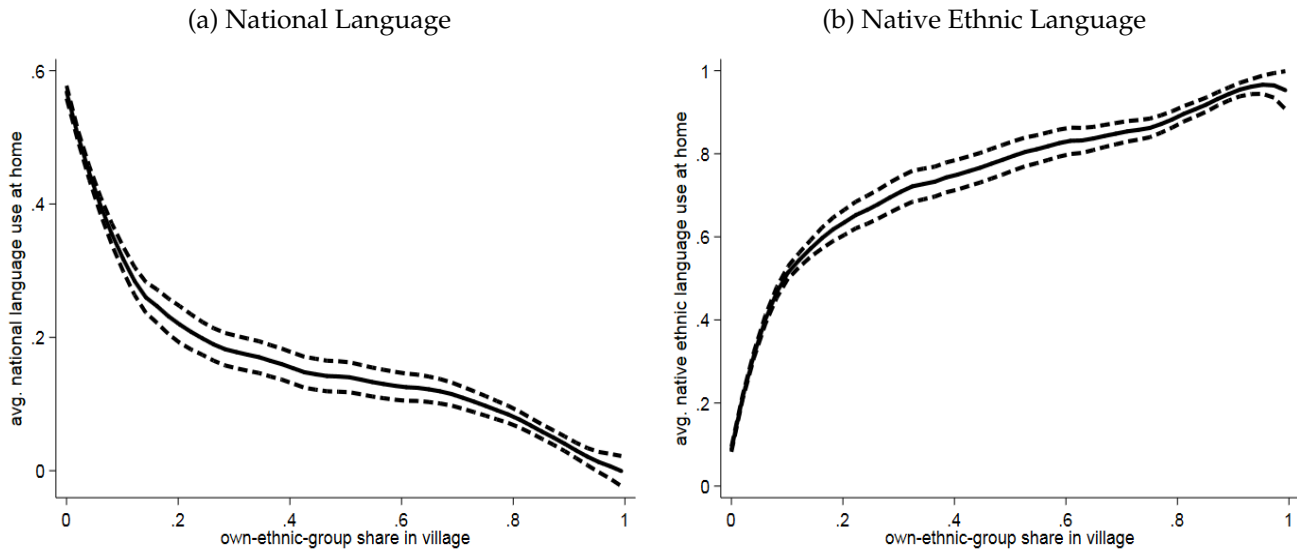 (a) National Language
avg. national language use at home
.6
.4
.2
0
0 .2 .4 .6 .8 1
own-ethnic-group share in village
(b) Native Ethnic Language
avg. native ethnic language use at home
1
.8
.6
.4
.2
0
0 .2 .4 .6 .8 1
own-ethnic-group share in village